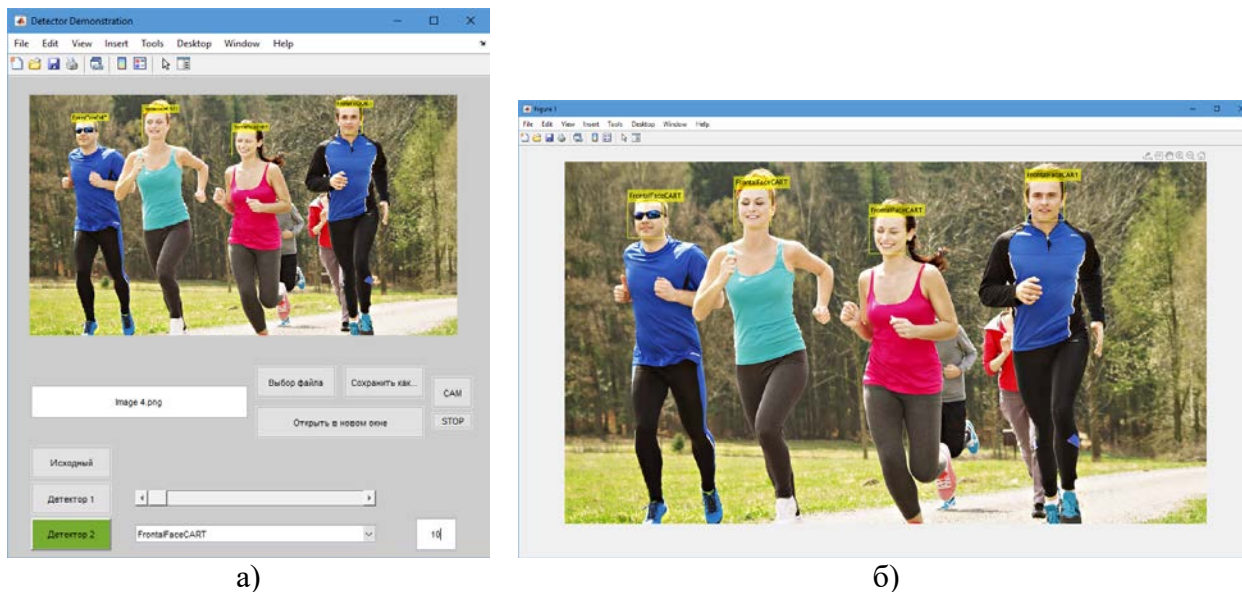 Detector Demonstration
File Edit View Insert Tools Desktop Window Help
FrontalFaceCART
Выбор файла
Сохранить как...
CAM
Image 4.png
Открыть в новом окне
STOP
Исходный
Детектор 1
Детектор 2
FrontalFaceCART
10
а)
Figure 1
File Edit View Insert Tools Desktop Window Help
FrontalFaceCART
FrontalFaceCART
FrontalFaceCART
FrontalFaceCART
б)